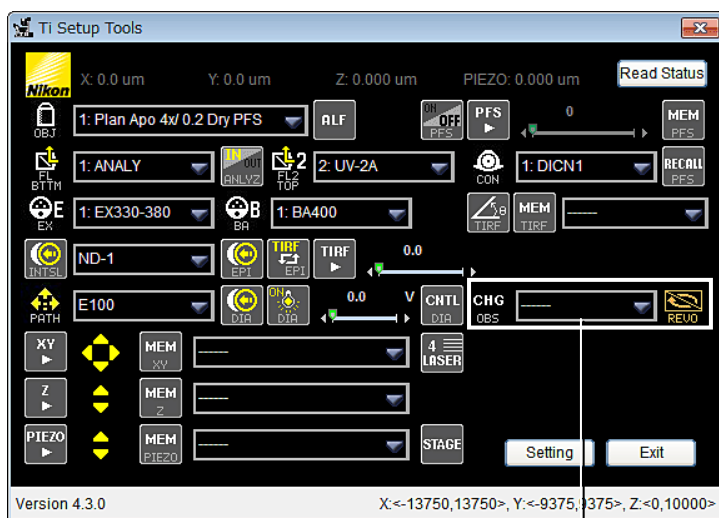 Ti Setup Tools
Nikon X: 0.0 um Y: 0.0 um Z: 0.000 um PIEZO: 0.000 um Read Status
OBJ 1: Plan Apo 4x/ 0.2 Dry PFS ALF ON OFF PFS PFS 0 MEM PFS
FL BTTM 1: ANALY IN OUT ANLYZ 2 FL2 TOP 2: UV-2A CON 1: DICN1 RECALL PFS
E EX 1: EX330-380 B BA 1: BA400 θ TIRF MEM TIRF -----
INTSL ND-1 EPI TIRF EPI TIRF 0.0
PATH E100 DIA ON DIA 0.0 V CNTL DIA CHG OBS ----- REVO
XY MEM XY ----- 4 LASER
Z MEM Z -----
PIEZO MEM PIEZO ----- STAGE Setting Exit
Version 4.3.0 X:<-13750,13750>, Y:<-9375,9375>, Z:<0,10000>